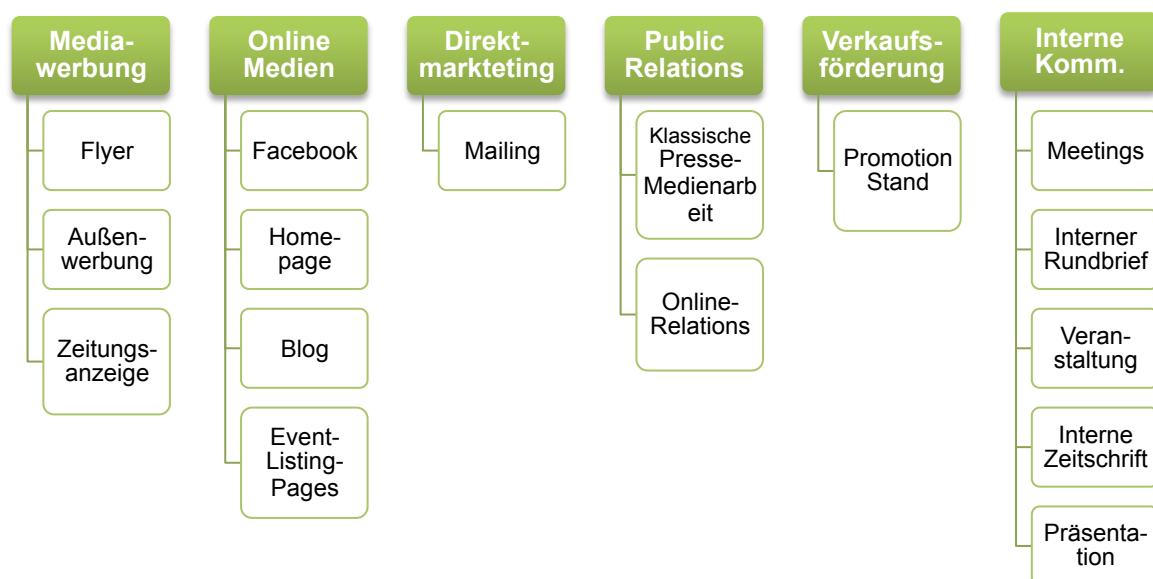 Media-
werbung
Flyer
Außen-
werbung
Zeitungs-
anzeige
Online
Medien
Facebook
Home-
page
Blog
Event-
Listing-
Pages
Direkt-
markteting
Mailing
Public
Relations
Klassische
Presse-
Medienarb
eit
Online-
Relations
Verkaufs-
förderung
Promotion
Stand
Interne
Komm.
Meetings
Interner
Rundbrief
Veran-
staltung
Interne
Zeitschrift
Präsenta-
tion